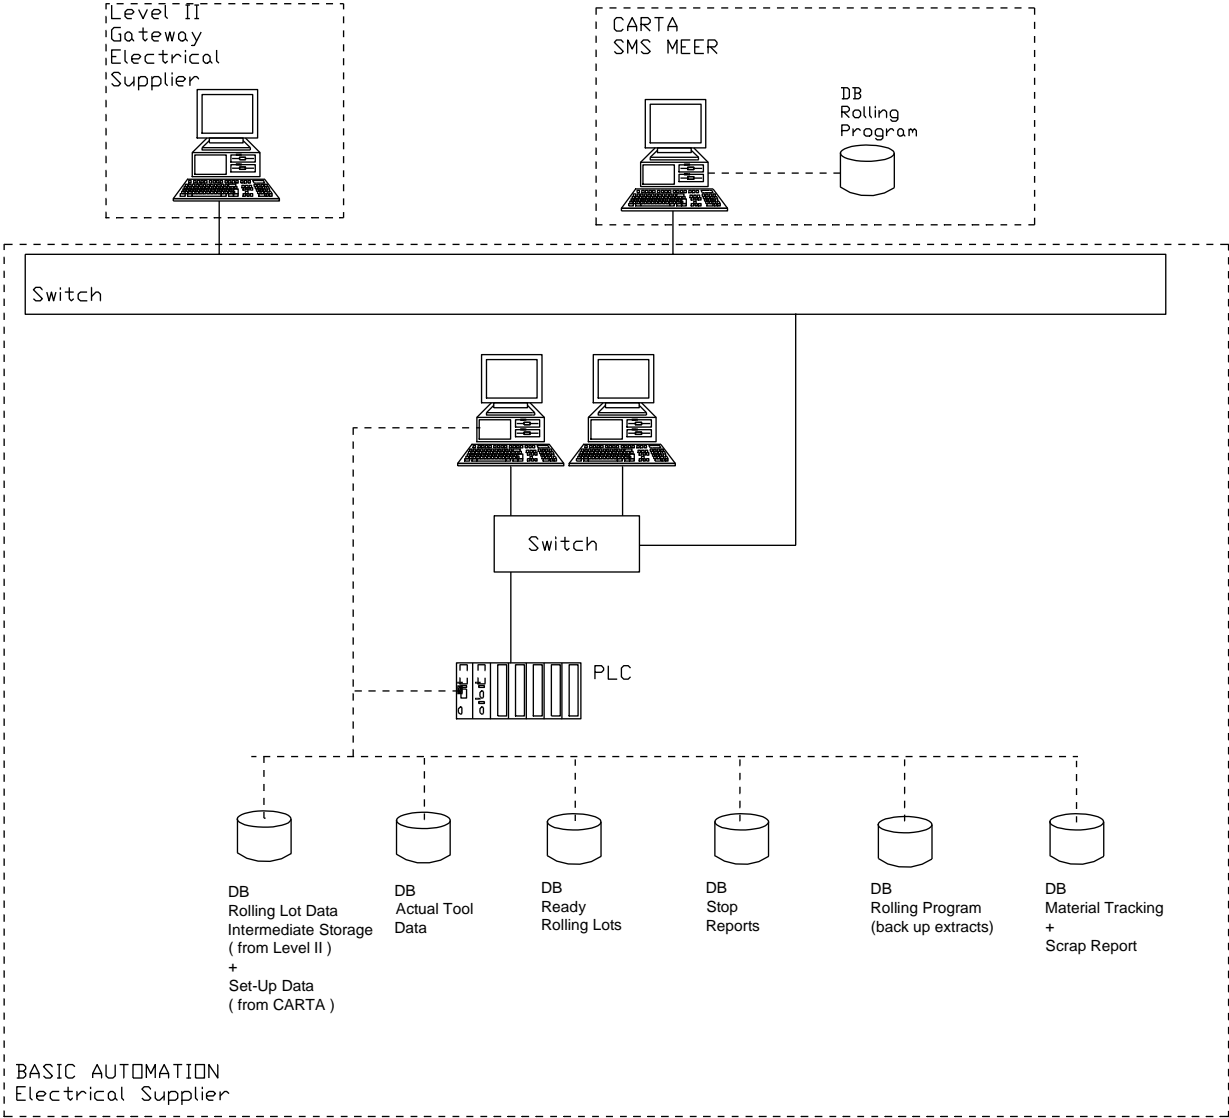 Level II
Gateway
Electrical
Supplier
CARTA
SMS MEER
DB
Rolling
Program
Switch
Switch
PLC
DB
Rolling Lot Data
Intermediate Storage
( from Level II )
+
Set-Up Data
( from CARTA )
DB
Actual Tool
Data
DB
Ready
Rolling Lots
DB
Stop
Reports
DB
Rolling Program
(back up extracts)
DB
Material Tracking
+
Scrap Report
BASIC AUTOMATION
Electrical Supplier